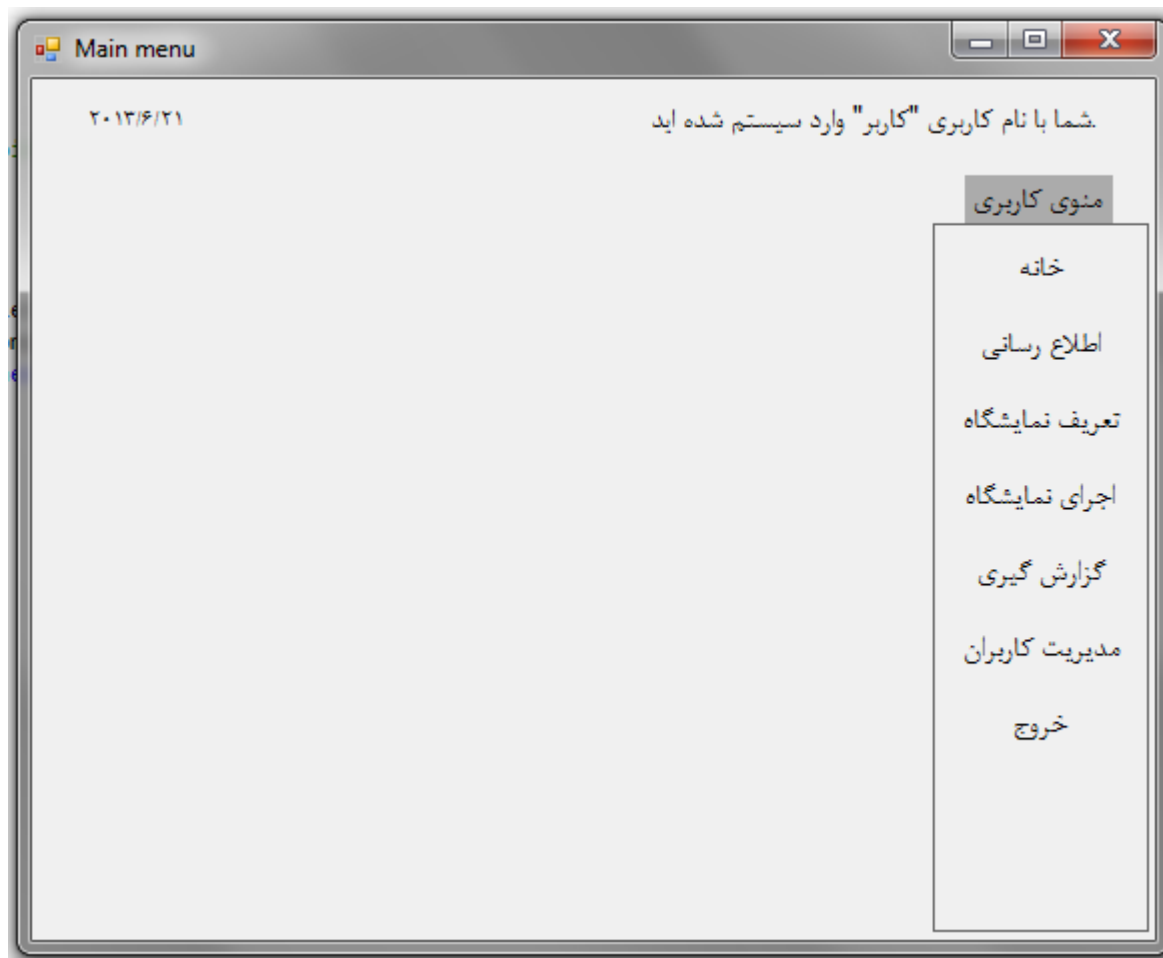 Main menu
.شما با نام کاربری "کاربر" وارد سیستم شده اید
۲۰۱۳/۶/۲۱
منوی کاربری
خانه
اطلاع رسانی
تعریف نمایشگاه
اجرای نمایشگاه
گزارش گیری
مدیریت کاربران
خروج